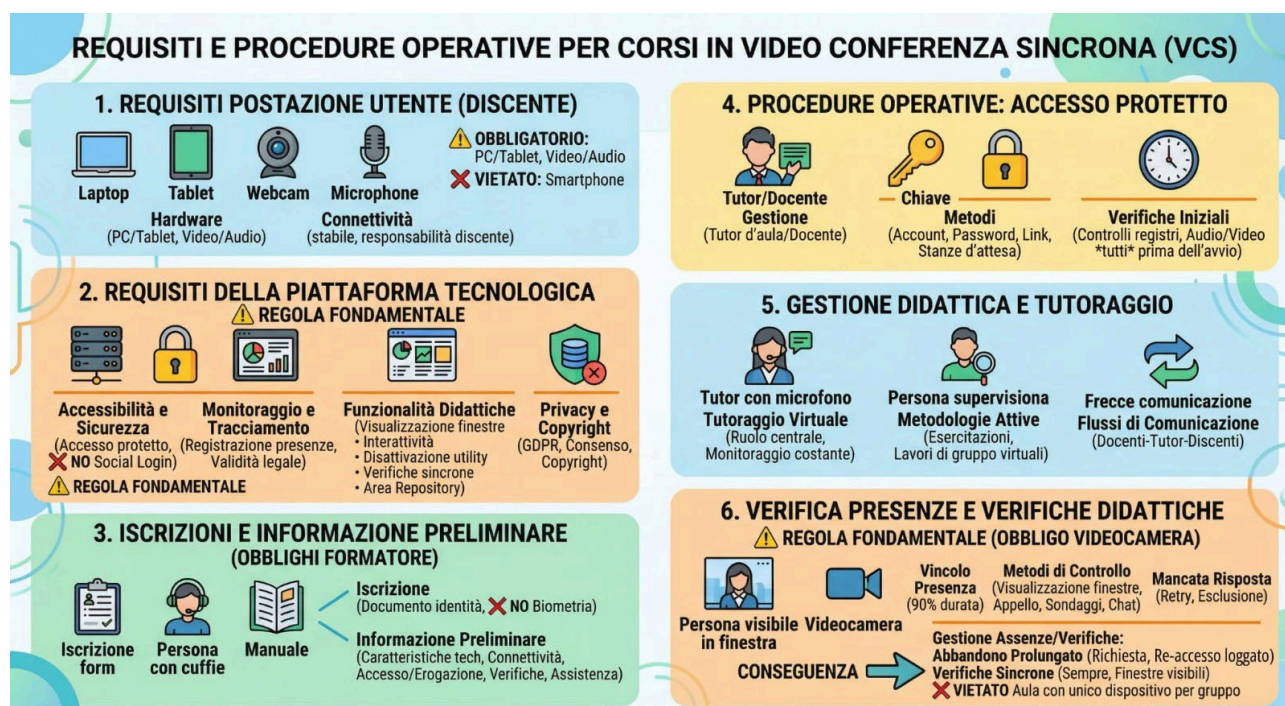 REQUISITI E PROCEDURE OPERATIVE PER CORSI IN VIDEO CONFERENZA SINCRONA (VCS)
1. REQUISITI POSTAZIONE UTENTE (DISCENTE)
Laptop
Tablet
Webcam
Microphone
OBBLIGATORIO:
PC/Tablet, Video/Audio
VIETATO: Smartphone
Hardware
(PC/Tablet, Video/Audio)
Connettività
(stabile, responsabilità discente)
2. REQUISITI DELLA PIATTAFORMA TECNOLOGICA
REGOLA FONDAMENTALE
Accessibilità e
Sicurezza
(Accesso protetto,
NO Social Login)
REGOLA FONDAMENTALE
Monitoraggio e
Tracciamento
(Registrazione presenze,
Validità legale)
Funzionalità Didattiche
(Visualizzazione finestre
• Interattività
• Disattivazione utility
• Verifiche sincrone
• Area Repository)
Privacy e
Copyright
(GDPR, Consenso,
Copyright)
3. ISCRIZIONI E INFORMAZIONE PRELIMINARE
(OBBLIGHI FORMATORE)
Iscrizione
form
Persona
con cuffie
Manuale
Iscrizione
(Documento identità, NO Biometria)
Informazione Preliminare
(Caratteristiche tech, Connettività,
Accesso/Erogazione, Verifiche, Assistenza)
4. PROCEDURE OPERATIVE: ACCESSO PROTETTO
Tutor/Docente
Gestione
(Tutor d'aula/Docente)
Chiave
Metodi
(Account, Password, Link,
Stanze d'attesa)
Verifiche Iniziali
(Controlli registri, Audio/Video
*tutti* prima dell'avvio)
5. GESTIONE DIDATTICA E TUTORAGGIO
Tutor con microfono
Tutoraggio Virtuale
(Ruolo centrale,
Monitoraggio costante)
Persona supervisiona
Metodologie Attive
(Esercitazioni,
Lavori di gruppo virtuali)
Frecce comunicazione
Flussi di Comunicazione
(Docenti-Tutor-Discenti)
6. VERIFICA PRESENZE E VERIFICHE DIDATTICHE
REGOLA FONDAMENTALE (OBBLIGO VIDEOCAMERA)
Persona visibile
in finestra
Videocamera
Vincolo
Presenza
(90% durata)
Metodi di Controllo
(Visualizzazione finestre,
Appello, Sondaggi, Chat)
Mancata Risposta
(Retry, Esclusione)
CONSEGUENZA
Gestione Assenze/Verifiche:
Abbandono Prolungato (Richiesta, Re-accesso loggato)
Verifiche Sincrone (Sempre, Finestre visibili)
VIETATO Aula con unico dispositivo per gruppo